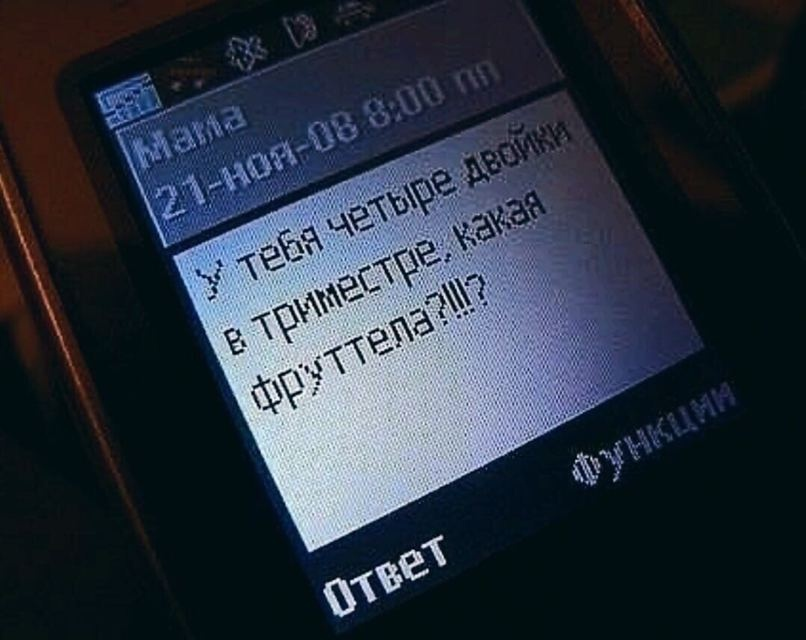 Мама
21-ноя-08 8:00 пп
У тебя четыре двойки
в триместре, какая
фруттела?!!!?
Ответ
Функции